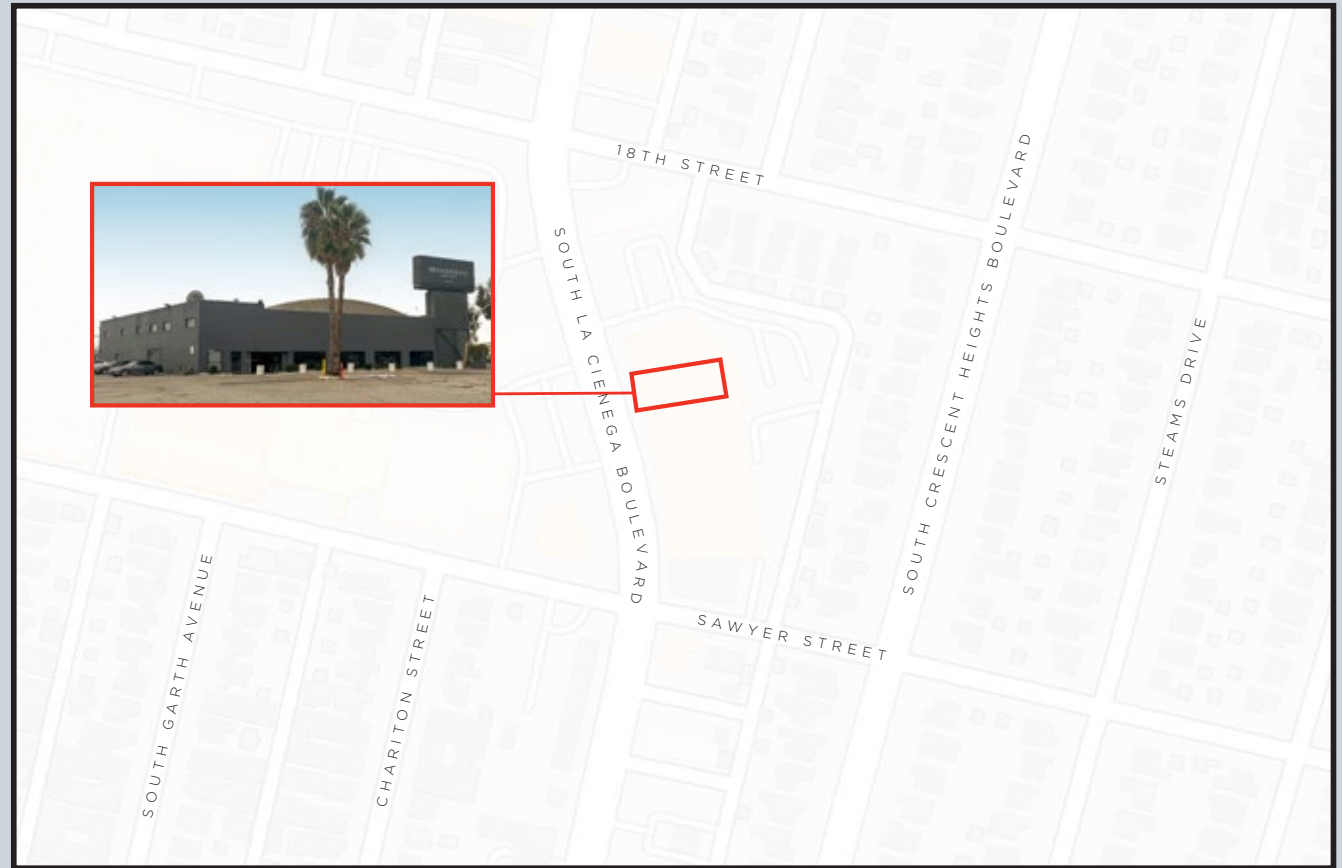 18TH STREET
SOUTH LA CIENEGA BOULEVARD
SOUTH CRESCENT HEIGHTS BOULEVARD
STEAMS DRIVE
SAWYER STREET
SOUTH GARTH AVENUE
CHARITON STREET